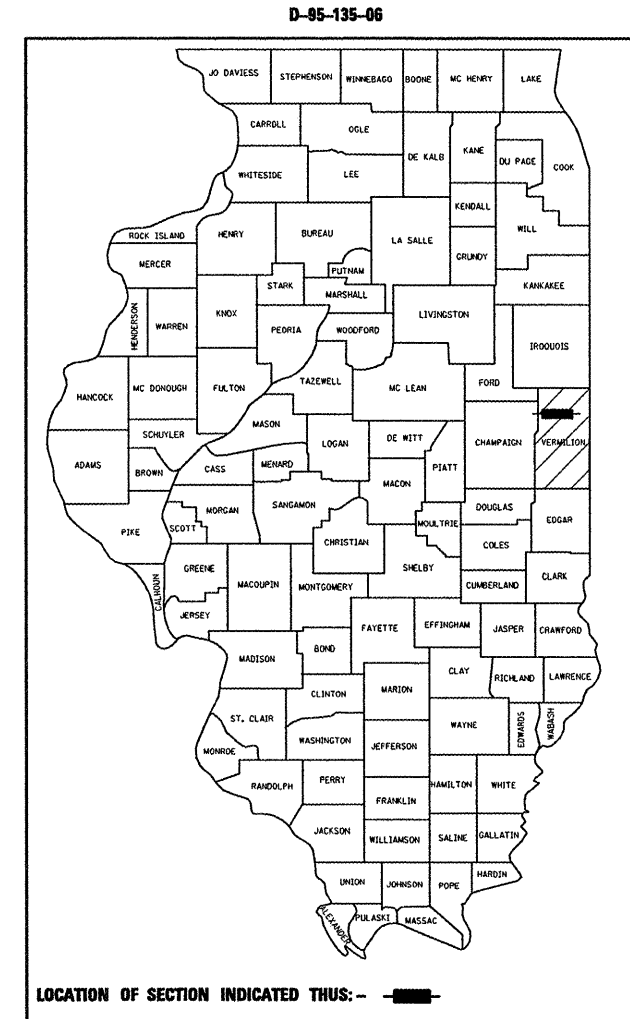 D-95-135-06
JO DAVIESS STEPHENSON WINNEBAGO BOONE MC HENRY LAKE
CARROLL OGLE DE KALB KANE DU PAGE COOK
WHITESIDE LEE KENDALL WILL
ROCK ISLAND HENRY BUREAU LA SALLE GRUNDY
MERCER PUTNAM KANKAKEE
STARK MARSHALL LIVINGSTON
HENDERSON WARREN KNOX PEORIA WOODFORD IROQUOIS
HANCOCK MC DONOUGH FULTON TAZEWELL MC LEAN FORD
SCHUYLER MASON LOGAN DE WITT CHAMPAIGN VERMILION
ADAMS BROWN CASS MENARD MACON PIATT
PIKE SCOTT MORGAN SANGAMON CHRISTIAN MOULTRIE DOUGLAS EDGAR
COLES
CALHOUN GREENE MACOUPIN MONTGOMERY SHELBY CUMBERLAND CLARK
JERSEY FAYETTE EFFINGHAM JASPER CRAWFORD
MADISON BOND CLAY RICHLAND LAWRENCE
CLINTON MARION
ST. CLAIR WAYNE EDWARDS WABASH
MONROE WASHINGTON JEFFERSON
RANDOLPH PERRY HAMILTON WHITE
FRANKLIN
JACKSON WILLIAMSON SALINE GALLATIN
UNION JOHNSON POPE HARDIN
ALEXANDER PULASKI MASSAC
LOCATION OF SECTION INDICATED THUS: -